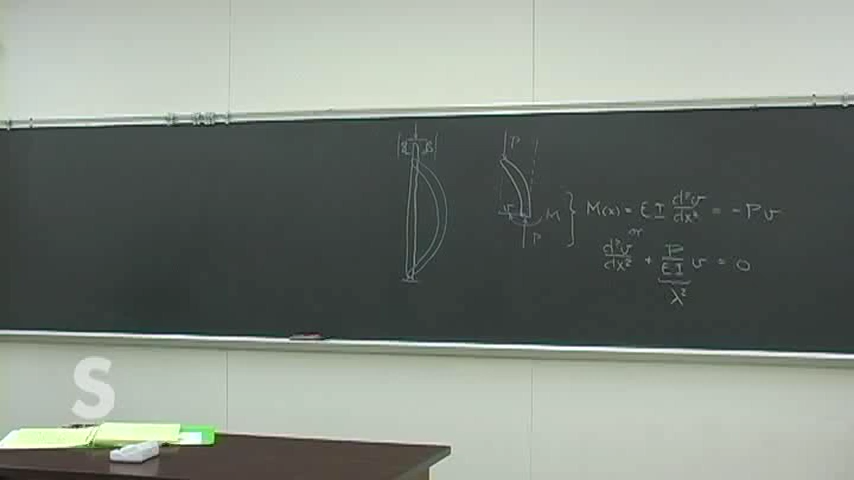 P
v
M
P
M(x) = EI d²v/dx² = -Pv
or
d²v/dx² + P/EI v = 0
λ²
S